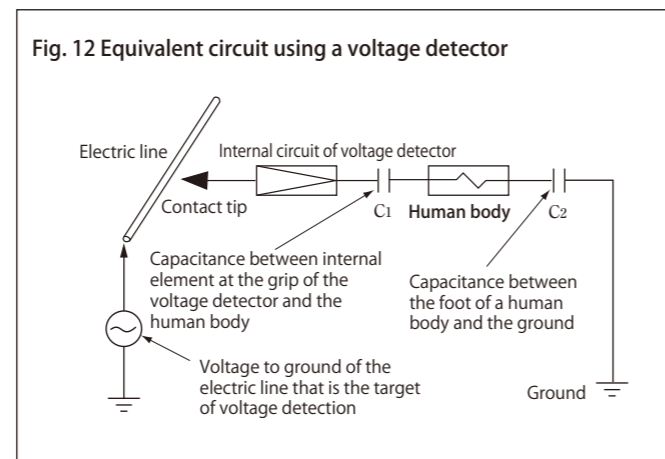 Fig. 12 Equivalent circuit using a voltage detector
Electric line
Internal circuit of voltage detector
Contact tip
C1
Human body
C2
Capacitance between internal
element at the grip of the
voltage detector and the
human body
Capacitance between
the foot of a human
body and the ground
Voltage to ground of the
electric line that is the target
of voltage detection
Ground